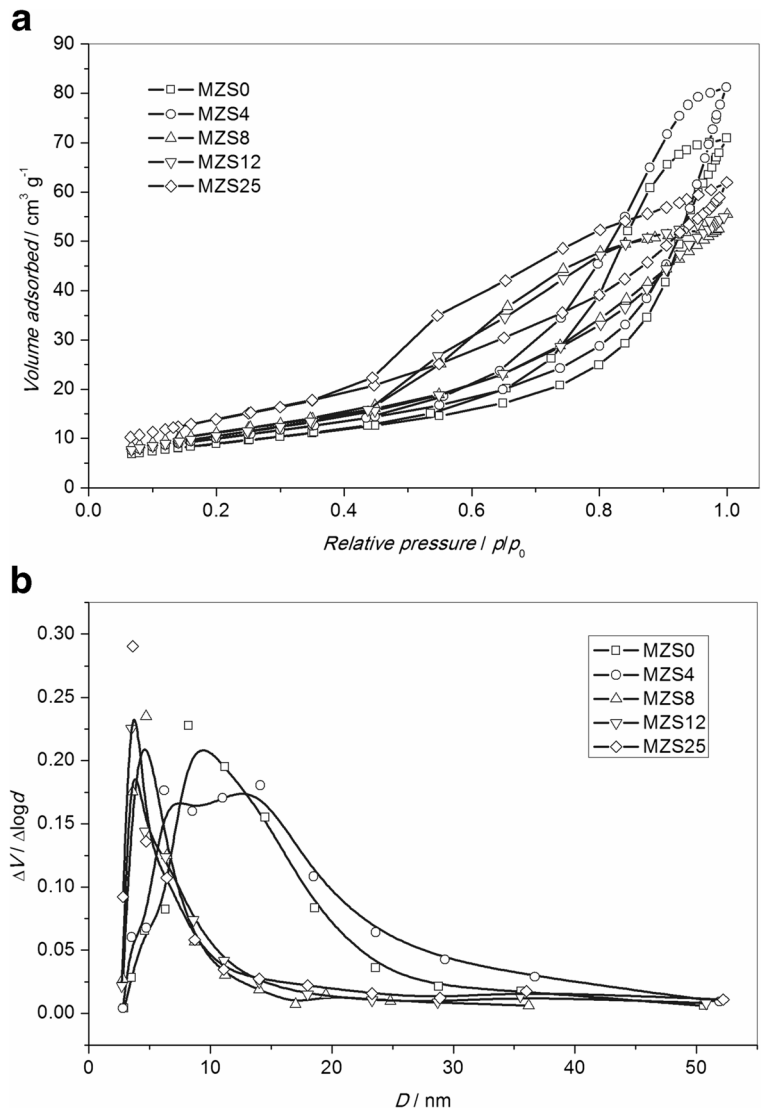 a
90
80
70
60
50
40
30
20
10
0
Volume adsorbed / cm³ g⁻¹
MZS0
MZS4
MZS8
MZS12
MZS25
0.0 0.2 0.4 0.6 0.8 1.0
Relative pressure / p/p₀
b
0.30
0.25
0.20
0.15
0.10
0.05
0.00
ΔV / Δlogd
MZS0
MZS4
MZS8
MZS12
MZS25
0 10 20 30 40 50
D / nm